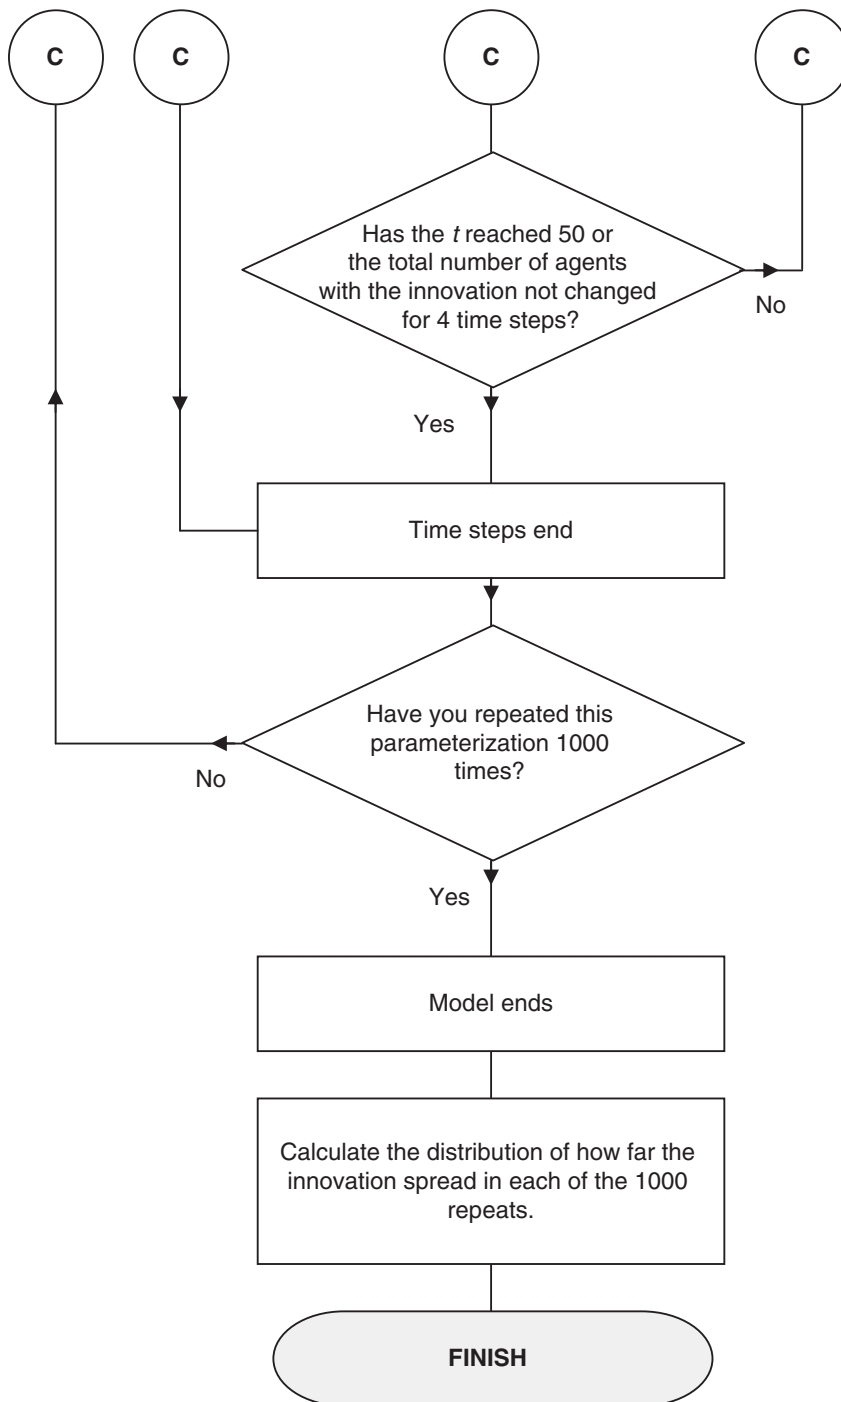 C
C
C
C
Has the t reached 50 or
the total number of agents
with the innovation not changed
for 4 time steps?
No
Yes
Time steps end
Have you repeated this
parameterization 1000
times?
No
Yes
Model ends
Calculate the distribution of how far the
innovation spread in each of the 1000
repeats.
FINISH